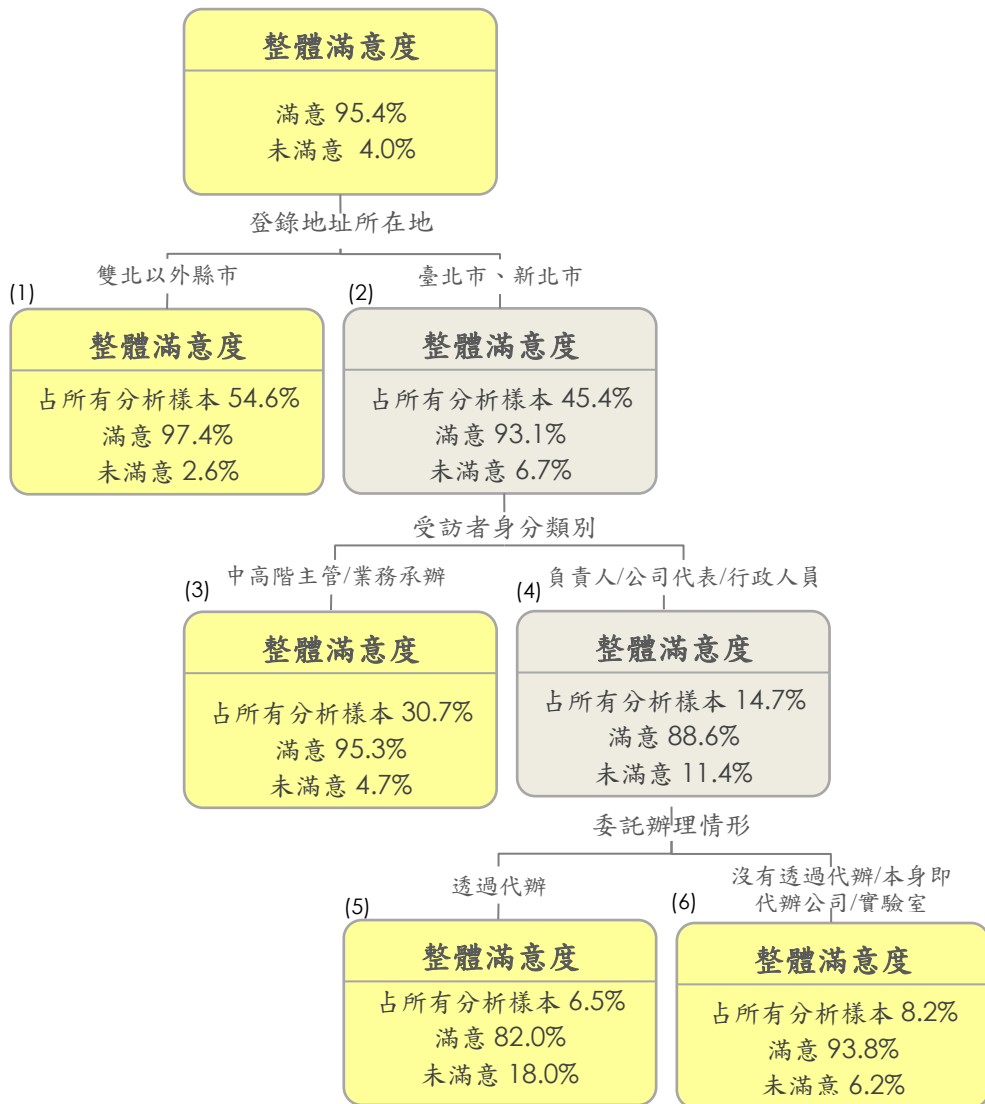 整體滿意度
滿意 95.4%
未滿意 4.0%
登錄地址所在地
雙北以外縣市
臺北市、新北市
(1)
整體滿意度
占所有分析樣本 54.6%
滿意 97.4%
未滿意 2.6%
(2)
整體滿意度
占所有分析樣本 45.4%
滿意 93.1%
未滿意 6.7%
受訪者身分類別
中高階主管/業務承辦
負責人/公司代表/行政人員
(3)
整體滿意度
占所有分析樣本 30.7%
滿意 95.3%
未滿意 4.7%
(4)
整體滿意度
占所有分析樣本 14.7%
滿意 88.6%
未滿意 11.4%
委託辦理情形
透過代辦
沒有透過代辦/本身即
代辦公司/實驗室
(5)
整體滿意度
占所有分析樣本 6.5%
滿意 82.0%
未滿意 18.0%
(6)
整體滿意度
占所有分析樣本 8.2%
滿意 93.8%
未滿意 6.2%